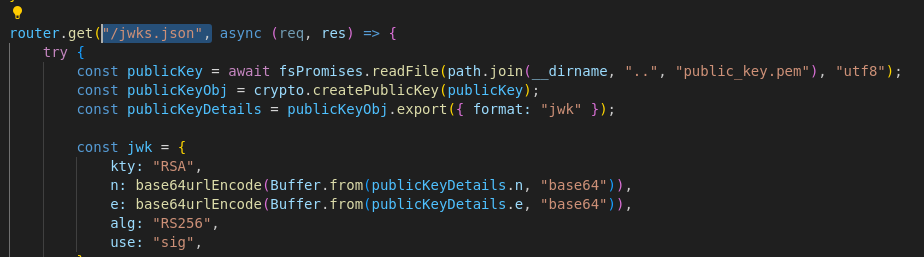 router.get("/jwks.json", async (req, res) => {
try {
const publicKey = await fsPromises.readFile(path.join(__dirname, "..", "public_key.pem"), "utf8");
const publicKeyObj = crypto.createPublicKey(publicKey);
const publicKeyDetails = publicKeyObj.export({ format: "jwk" });
const jwk = {
kty: "RSA",
n: base64urlEncode(Buffer.from(publicKeyDetails.n, "base64")),
e: base64urlEncode(Buffer.from(publicKeyDetails.e, "base64")),
alg: "RS256",
use: "sig",